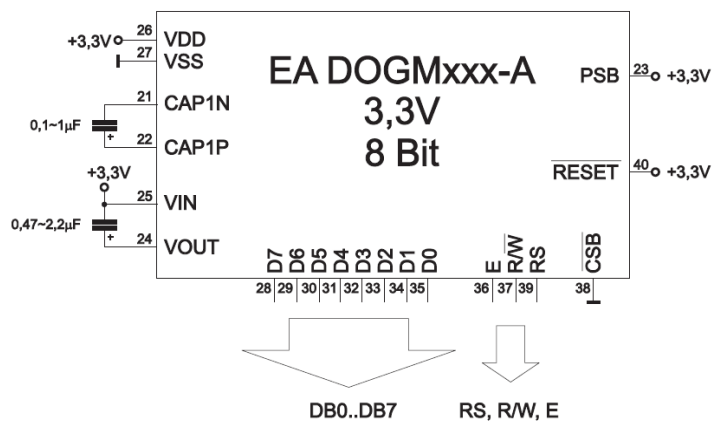 EA DOGMxxx-A
3,3V
8 Bit
+3,3V
26
VDD
27
VSS
21
CAP1N
0,1~1µF
+
22
CAP1P
+3,3V
25
VIN
0,47~2,2µF
+
24
VOUT
PSB
23
+3,3V
RESET
40
+3,3V
D7
D6
D5
D4
D3
D2
D1
D0
E
R/W
RS
CSB
28
29
30
31
32
33
34
35
36
37
39
38
DB0..DB7
RS, R/W, E